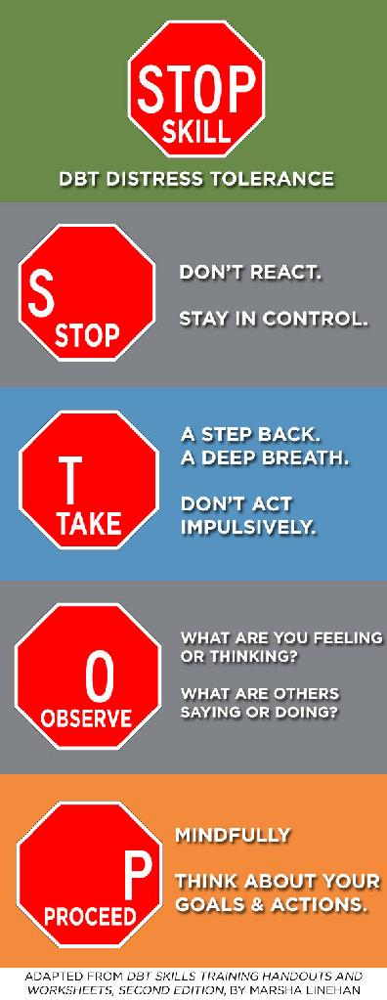 STOP
SKILL
DBT DISTRESS TOLERANCE
S
STOP
DON'T REACT.
STAY IN CONTROL.
T
TAKE
A STEP BACK.
A DEEP BREATH.
DON'T ACT
IMPULSIVELY.
O
OBSERVE
WHAT ARE YOU FEELING
OR THINKING?
WHAT ARE OTHERS
SAYING OR DOING?
P
PROCEED
MINDFULLY
THINK ABOUT YOUR
GOALS & ACTIONS.
ADAPTED FROM DBT SKILLS TRAINING HANDOUTS AND
WORKSHEETS, SECOND EDITION, BY MARSHA LINEHAN